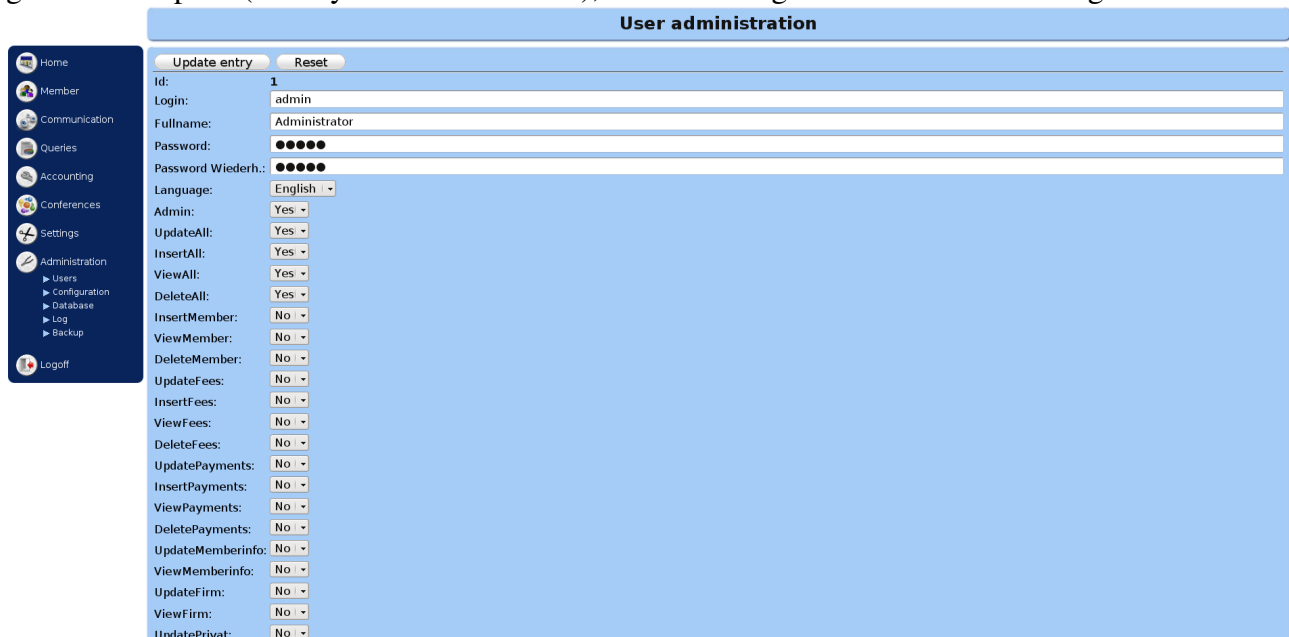 User administration
Home
Member
Communication
Queries
Accounting
Conferences
Settings
Administration
Users
Configuration
Database
Log
Backup
Logoff
Update entry Reset
Id: 1
Login: admin
Fullname: Administrator
Password: ●●●●●
Password Wiederh.: ●●●●●
Language: English
Admin: Yes
UpdateAll: Yes
InsertAll: Yes
ViewAll: Yes
DeleteAll: Yes
InsertMember: No
ViewMember: No
DeleteMember: No
UpdateFees: No
InsertFees: No
ViewFees: No
DeleteFees: No
UpdatePayments: No
InsertPayments: No
ViewPayments: No
DeletePayments: No
UpdateMemberinfo: No
ViewMemberinfo: No
UpdateFirm: No
ViewFirm: No
UpdatePrivat: No